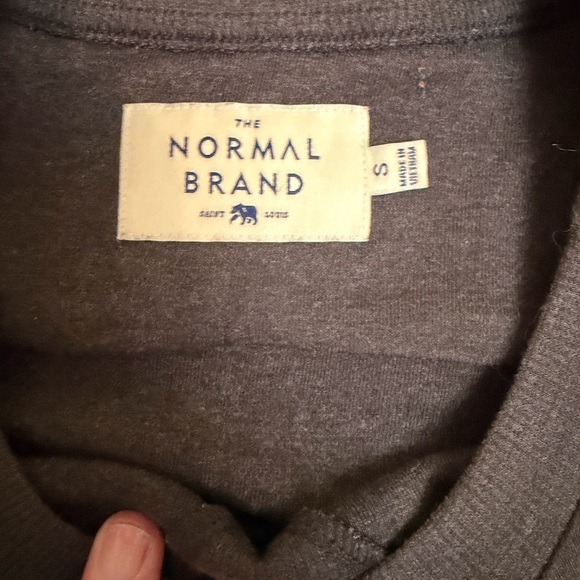 THE
NORMAL
BRAND
SAINT LOUIS
S
MADE IN
VIETNAM